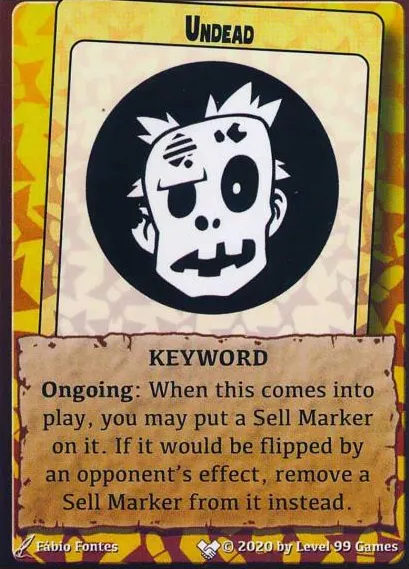 UNDEAD
KEYWORD
Ongoing: When this comes into
play, you may put a Sell Marker
on it. If it would be flipped by
an opponent's effect, remove a
Sell Marker from it instead.
Fábio Fontes © 2020 by Level 99 Games